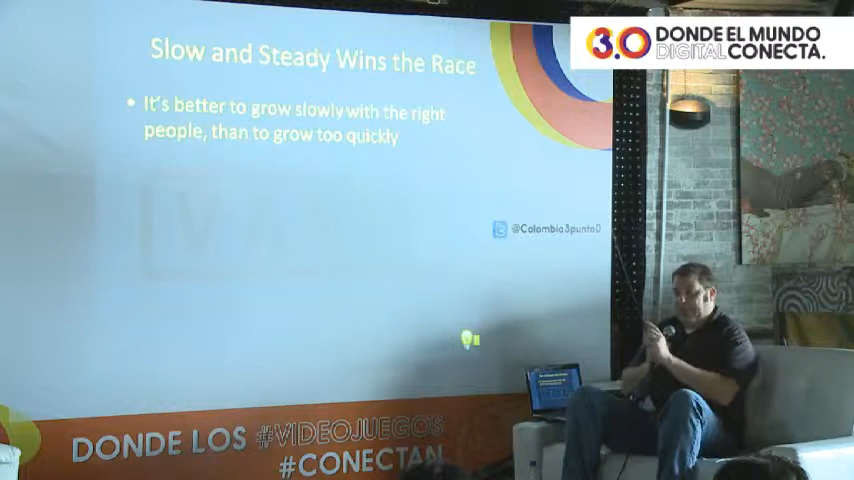 3.0 DONDE EL MUNDO
DIGITAL CONECTA.
Slow and Steady Wins the Race
• It's better to grow slowly with the right
people, than to grow too quickly
@Colombia3puntoD
DONDE LOS #VIDEOJUEGOS
#CONECTAN